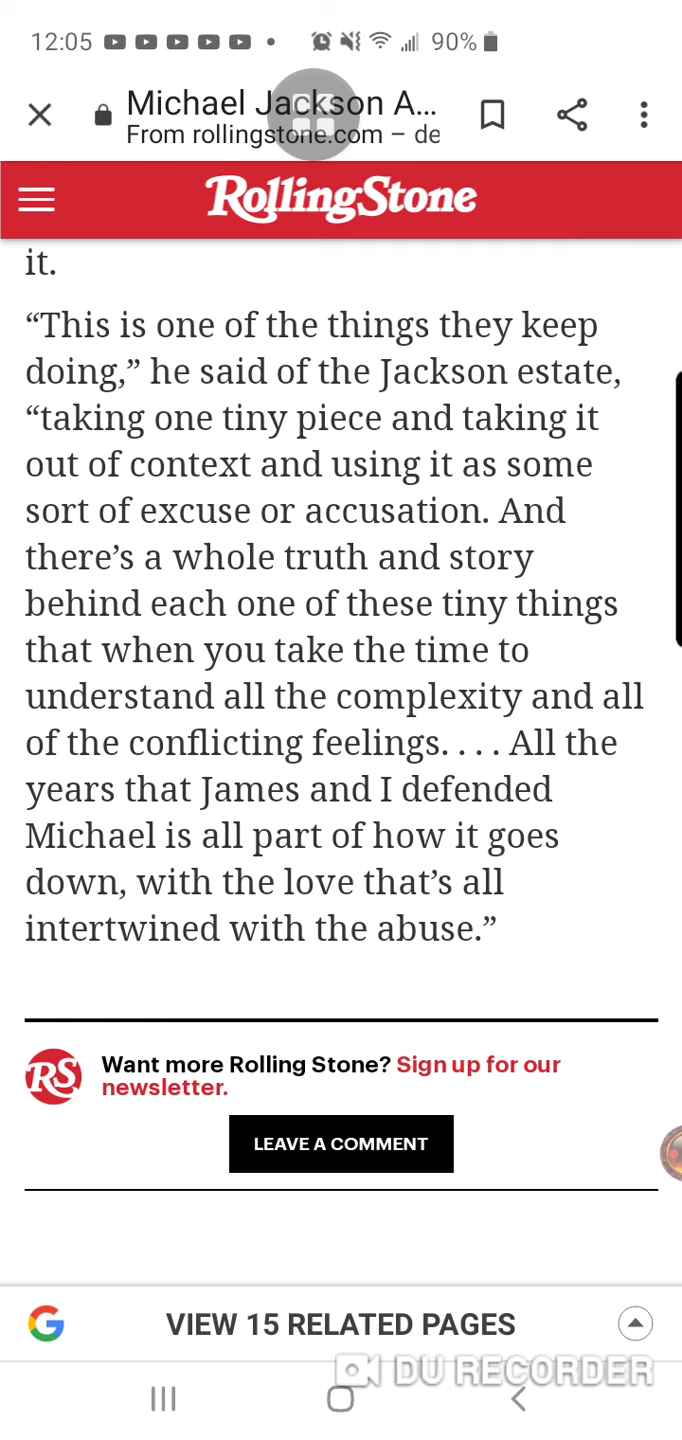 12:05
90%
Michael Jackson A...
From rollingstone.com – de
RollingStone
it.
“This is one of the things they keep
doing,” he said of the Jackson estate,
“taking one tiny piece and taking it
out of context and using it as some
sort of excuse or accusation. And
there’s a whole truth and story
behind each one of these tiny things
that when you take the time to
understand all the complexity and all
of the conflicting feelings. . . . All the
years that James and I defended
Michael is all part of how it goes
down, with the love that’s all
intertwined with the abuse.”
RS
Want more Rolling Stone? Sign up for our
newsletter.
LEAVE A COMMENT
G
VIEW 15 RELATED PAGES
DU RECORDER